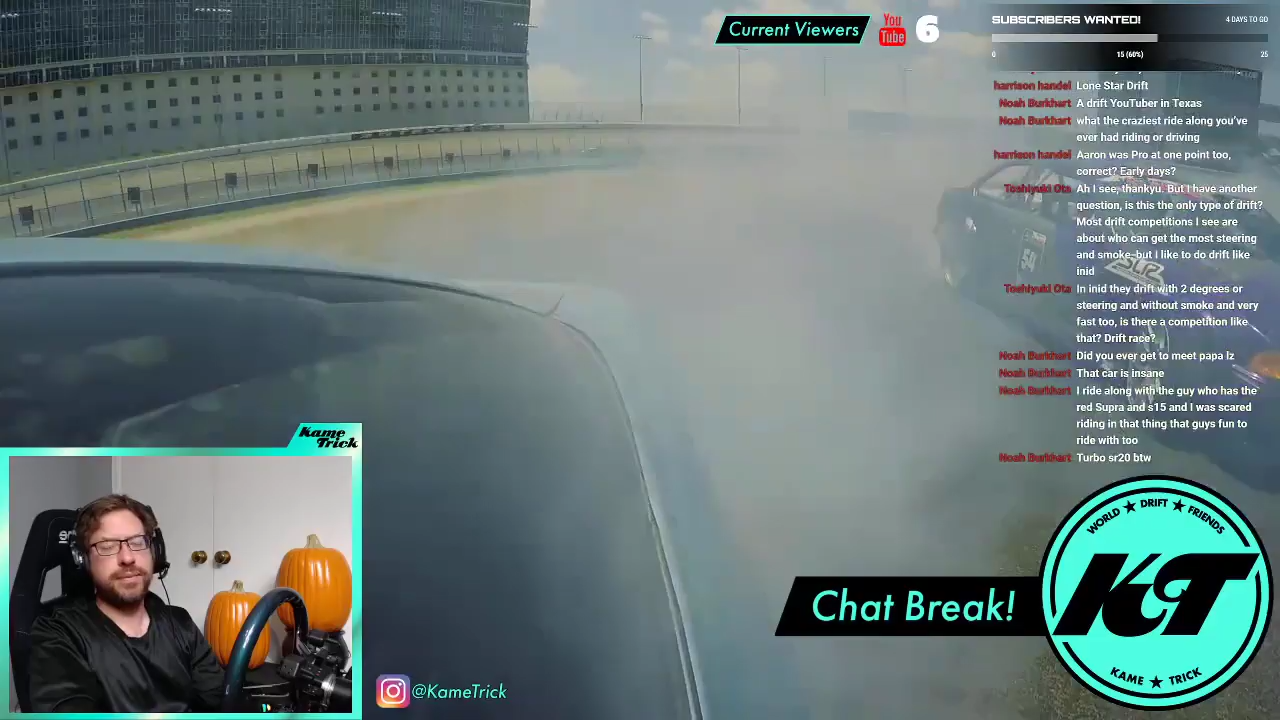 Current Viewers
You
Tube
6
SUBSCRIBERS WANTED!
4 DAYS TO GO
0
15 (60%)
25
harrison handel Lone Star Drift
Noah Burkhart A drift YouTuber in Texas
Noah Burkhart what the craziest ride along you've
ever had riding or driving
harrison handel Aaron was Pro at one point too,
correct? Early days?
Toshiyuki Ota Ah I see, thankyu. But I have another
question, is this the only type of drift?
Most drift competitions I see are
about who can get the most steering
and smoke, but I like to do drift like
inid
Toshiyuki Ota In inid they drift with 2 degrees or
steering and without smoke and very
fast too, is there a competition like
that? Drift race?
Noah Burkhart Did you ever get to meet papa lz
Noah Burkhart That car is insane
Noah Burkhart I ride along with the guy who has the
red Supra and s15 and I was scared
riding in that thing that guys fun to
ride with too
Noah Burkhart Turbo sr20 btw
SLR
Kame
Trick
WORLD ★ DRIFT ★ FRIENDS
KT
KAME ★ TRICK
Chat Break!
@KameTrick